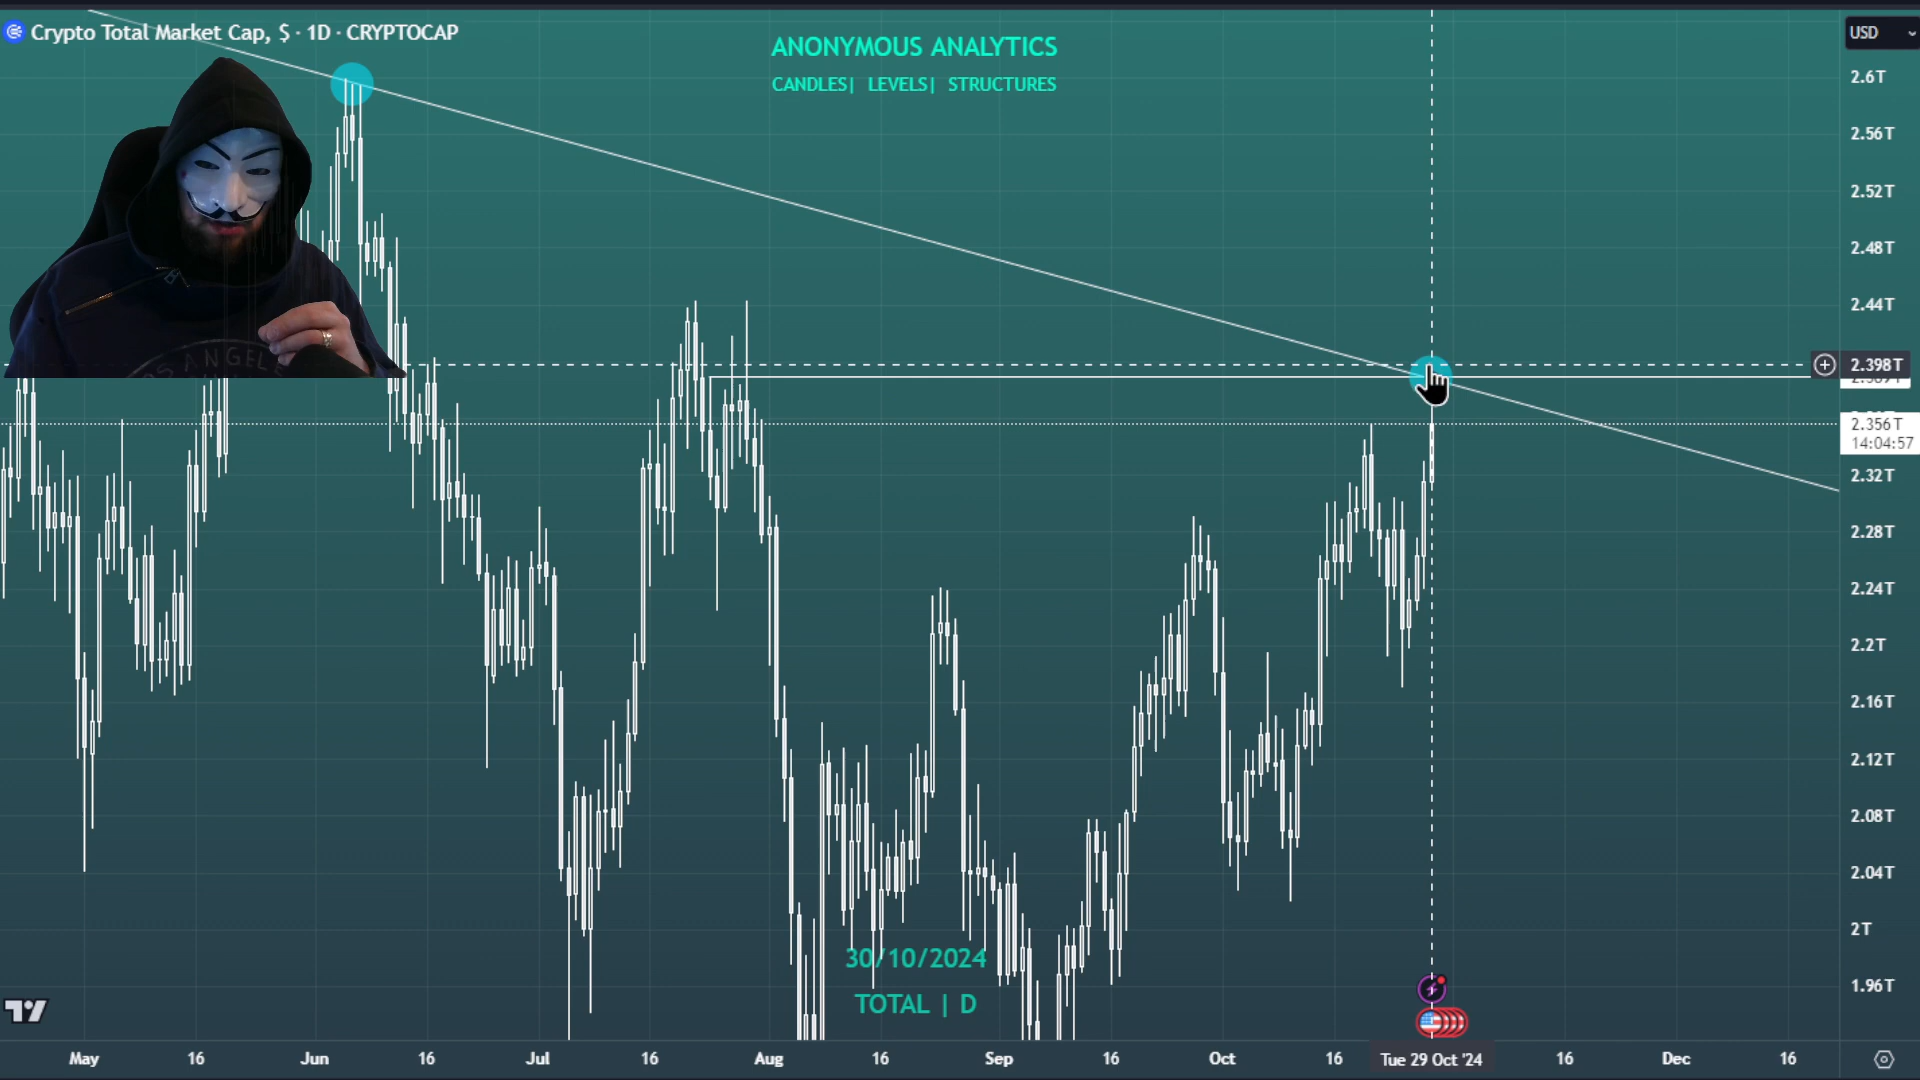 Crypto Total Market Cap, $ · 1D · CRYPTOCAP
ANONYMOUS ANALYTICS
CANDLES| LEVELS| STRUCTURES
USD
2.6T
2.56T
2.52T
2.48T
2.44T
2.398T
2.356T
14:04:57
2.32T
2.28T
2.24T
2.2T
2.16T
2.12T
2.08T
2.04T
2T
1.96T
ANGELE
30/10/2024
TOTAL | D
May 16 Jun 16 Jul 16 Aug 16 Sep 16 Oct 16 Tue 29 Oct '24 16 Dec 16